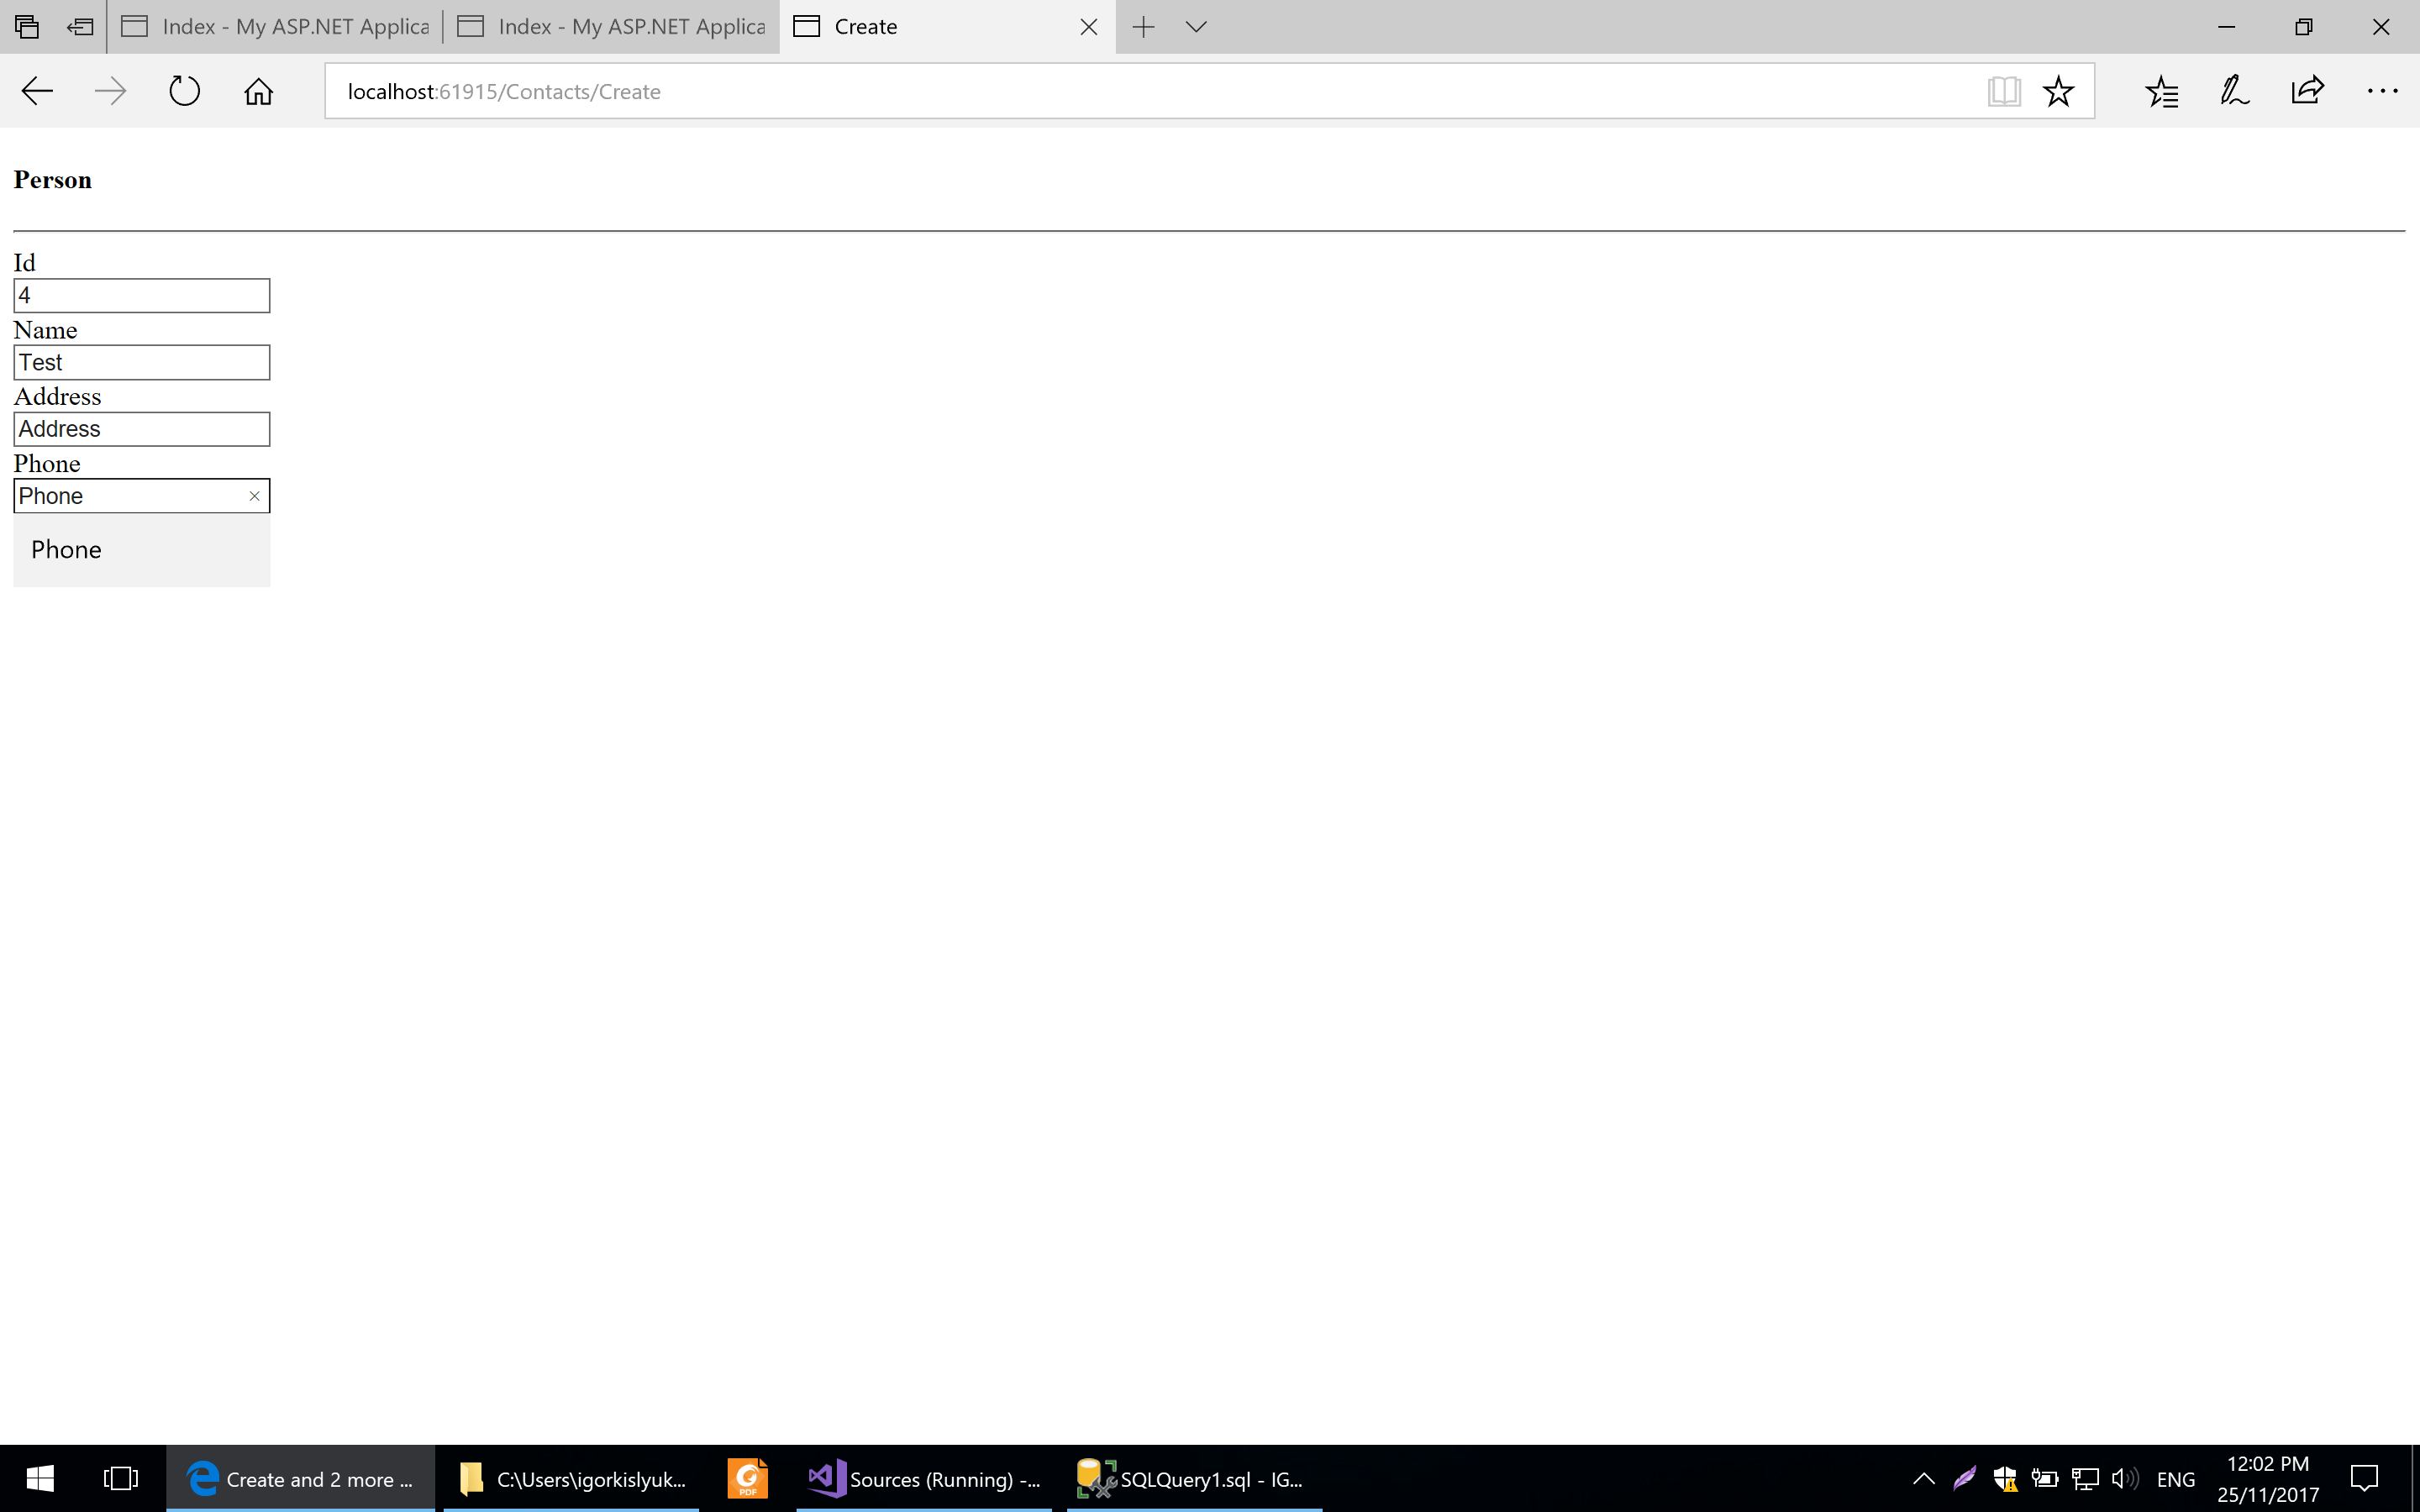 Index - My ASP.NET Applica
Index - My ASP.NET Applica
Create
localhost:61915/Contacts/Create
Person
Id
4
Name
Test
Address
Address
Phone
Phone
Phone
Create and 2 more ...
C:\Users\igorkislyuk...
PDF
Sources (Running) -...
SQLQuery1.sql - IG...
ENG
12:02 PM
25/11/2017